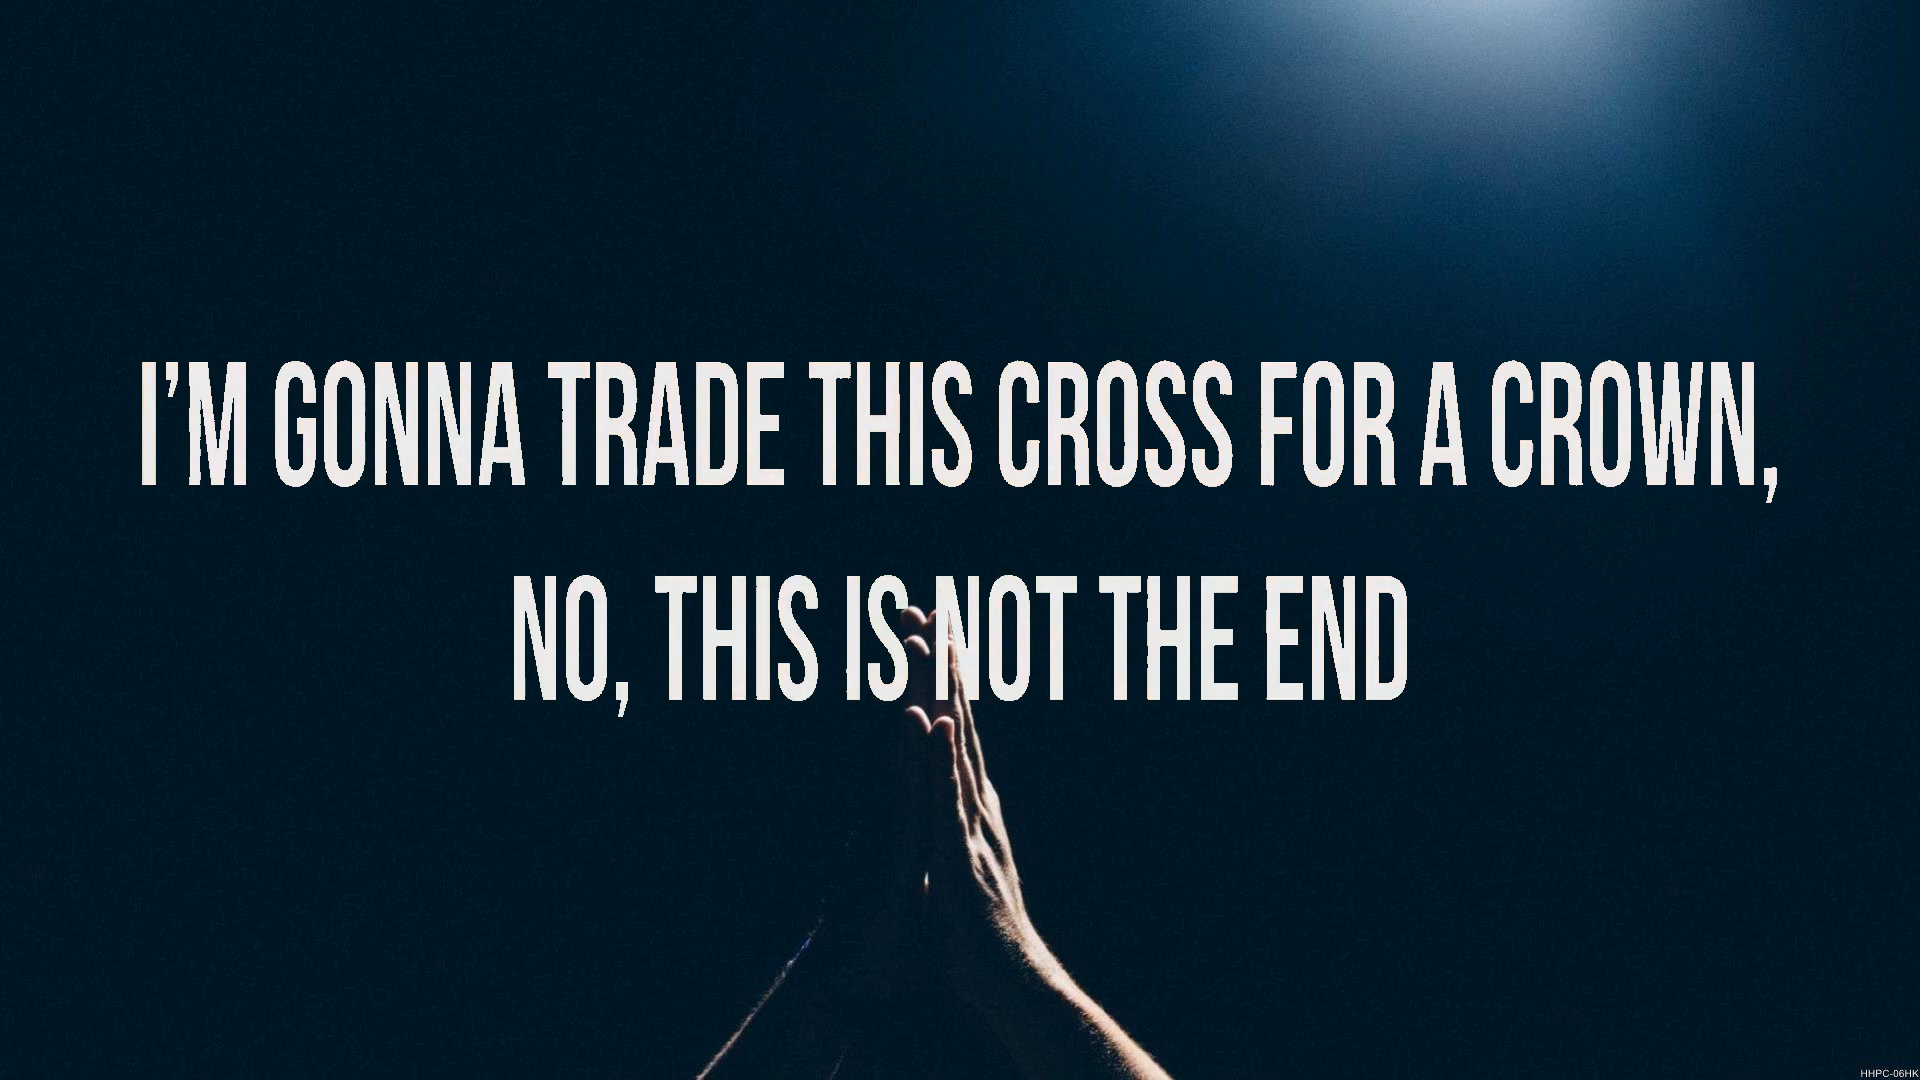 I'M GONNA TRADE THIS CROSS FOR A CROWN,
NO, THIS IS NOT THE END
HHPC-06HK